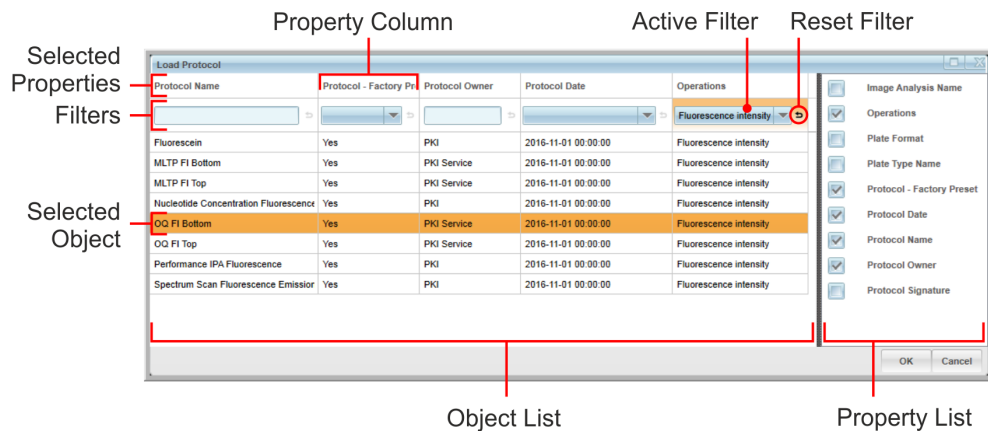 Property Column
Active Filter
Reset Filter
Selected
Properties
Filters
Selected
Object
Load Protocol
Protocol Name Protocol - Factory Pr Protocol Owner Protocol Date Operations
Fluorescence intensity
Fluorescein Yes PKI 2016-11-01 00:00:00 Fluorescence intensity
MLTP FI Bottom Yes PKI Service 2016-11-01 00:00:00 Fluorescence intensity
MLTP FI Top Yes PKI Service 2016-11-01 00:00:00 Fluorescence intensity
Nucleotide Concentration Fluorescence Yes PKI 2016-11-01 00:00:00 Fluorescence intensity
OQ FI Bottom Yes PKI Service 2016-11-01 00:00:00 Fluorescence intensity
OQ FI Top Yes PKI Service 2016-11-01 00:00:00 Fluorescence intensity
Performance IPA Fluorescence Yes PKI 2016-11-01 00:00:00 Fluorescence intensity
Spectrum Scan Fluorescence Emission Yes PKI 2016-11-01 00:00:00 Fluorescence intensity
Image Analysis Name
Operations
Plate Format
Plate Type Name
Protocol - Factory Preset
Protocol Date
Protocol Name
Protocol Owner
Protocol Signature
OK Cancel
Object List
Property List